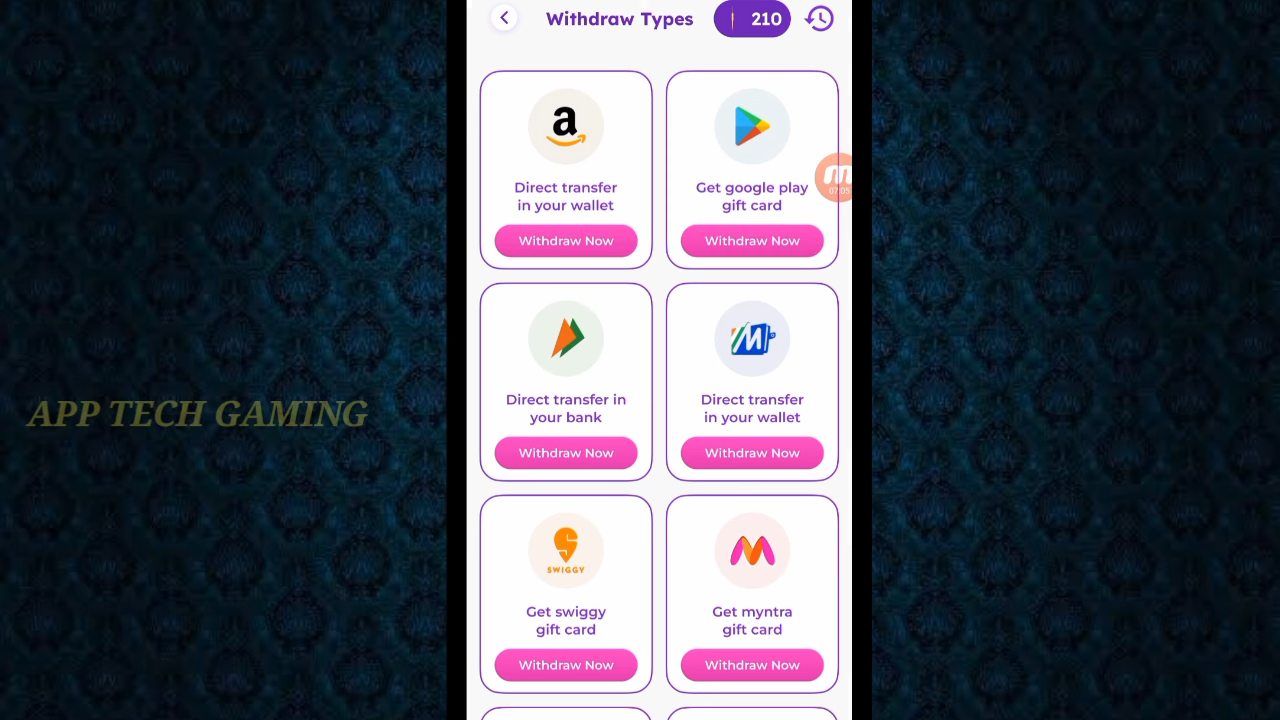 Withdraw Types
210
Direct transfer
in your wallet
Withdraw Now
Get google play
gift card
Withdraw Now
07:05
Direct transfer in
your bank
Withdraw Now
Direct transfer
in your wallet
Withdraw Now
APP TECH GAMING
SWIGGY
Get swiggy
gift card
Withdraw Now
Get myntra
gift card
Withdraw Now